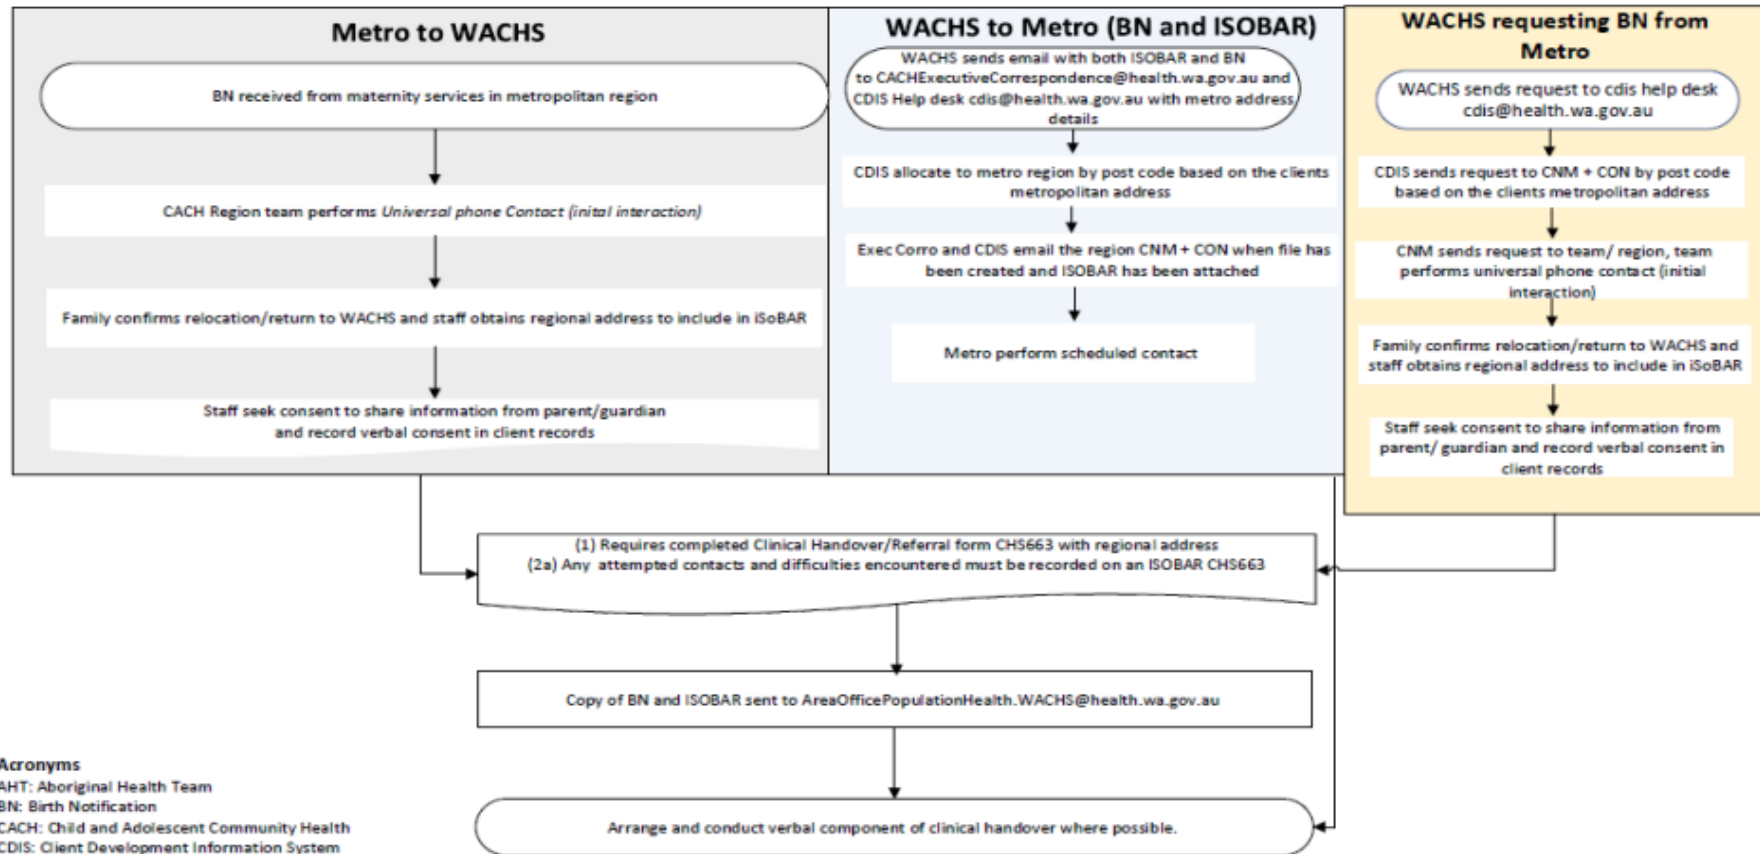 Metro to WACHS
BN received from maternity services in metropolitan region
CACH Region team performs Universal phone Contact (inital interaction)
Family confirms relocation/return to WACHS and staff obtains regional address to include in iSoBAR
Staff seek consent to share information from parent/guardian
and record verbal consent in client records
WACHS to Metro (BN and ISOBAR)
WACHS sends email with both ISOBAR and BN
to CACHExecutiveCorrespondence@health.wa.gov.au and
CDIS Help desk cdis@health.wa.gov.au with metro address
details
CDIS allocate to metro region by post code based on the clients
metropolitan address
Exec Corro and CDIS email the region CNM + CON when file has
been created and ISOBAR has been attached
Metro perform scheduled contact
WACHS requesting BN from
Metro
WACHS sends request to cdis help desk
cdis@health.wa.gov.au
CDIS sends request to CNM + CON by post code
based on the clients metropolitan address
CNM sends request to team/ region, team
performs universal phone contact (initial
interaction)
Family confirms relocation/return to WACHS and
staff obtains regional address to include in iSoBAR
Staff seek consent to share information from
parent/ guardian and record verbal consent in
client records
(1) Requires completed Clinical Handover/Referral form CHS663 with regional address
(2a) Any attempted contacts and difficulties encountered must be recorded on an ISOBAR CHS663
Copy of BN and ISOBAR sent to AreaOfficePopulationHealth.WACHS@health.wa.gov.au
Arrange and conduct verbal component of clinical handover where possible.
Acronyms
AHT: Aboriginal Health Team
BN: Birth Notification
CACH: Child and Adolescent Community Health
CDIS: Client Development Information System